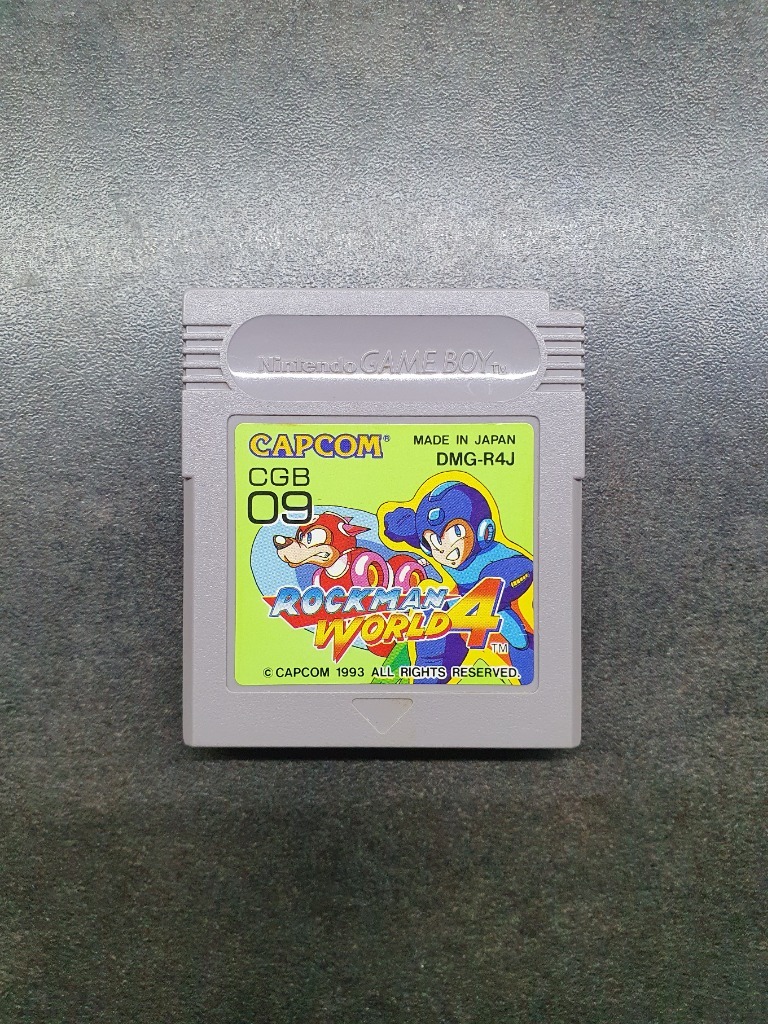 Nintendo GAME BOY TM
CAPCOM®
MADE IN JAPAN
DMG-R4J
CGB
09
ROCKMAN
WORLD 4
TM
© CAPCOM 1993 ALL RIGHTS RESERVED.